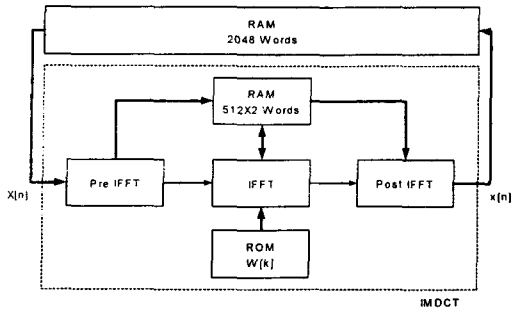 RAM
2048 Words
RAM
512X2 Words
X[n]
Pre IFFT
IFFT
Post IFFT
x[n]
ROM
W[k]
IMDCT